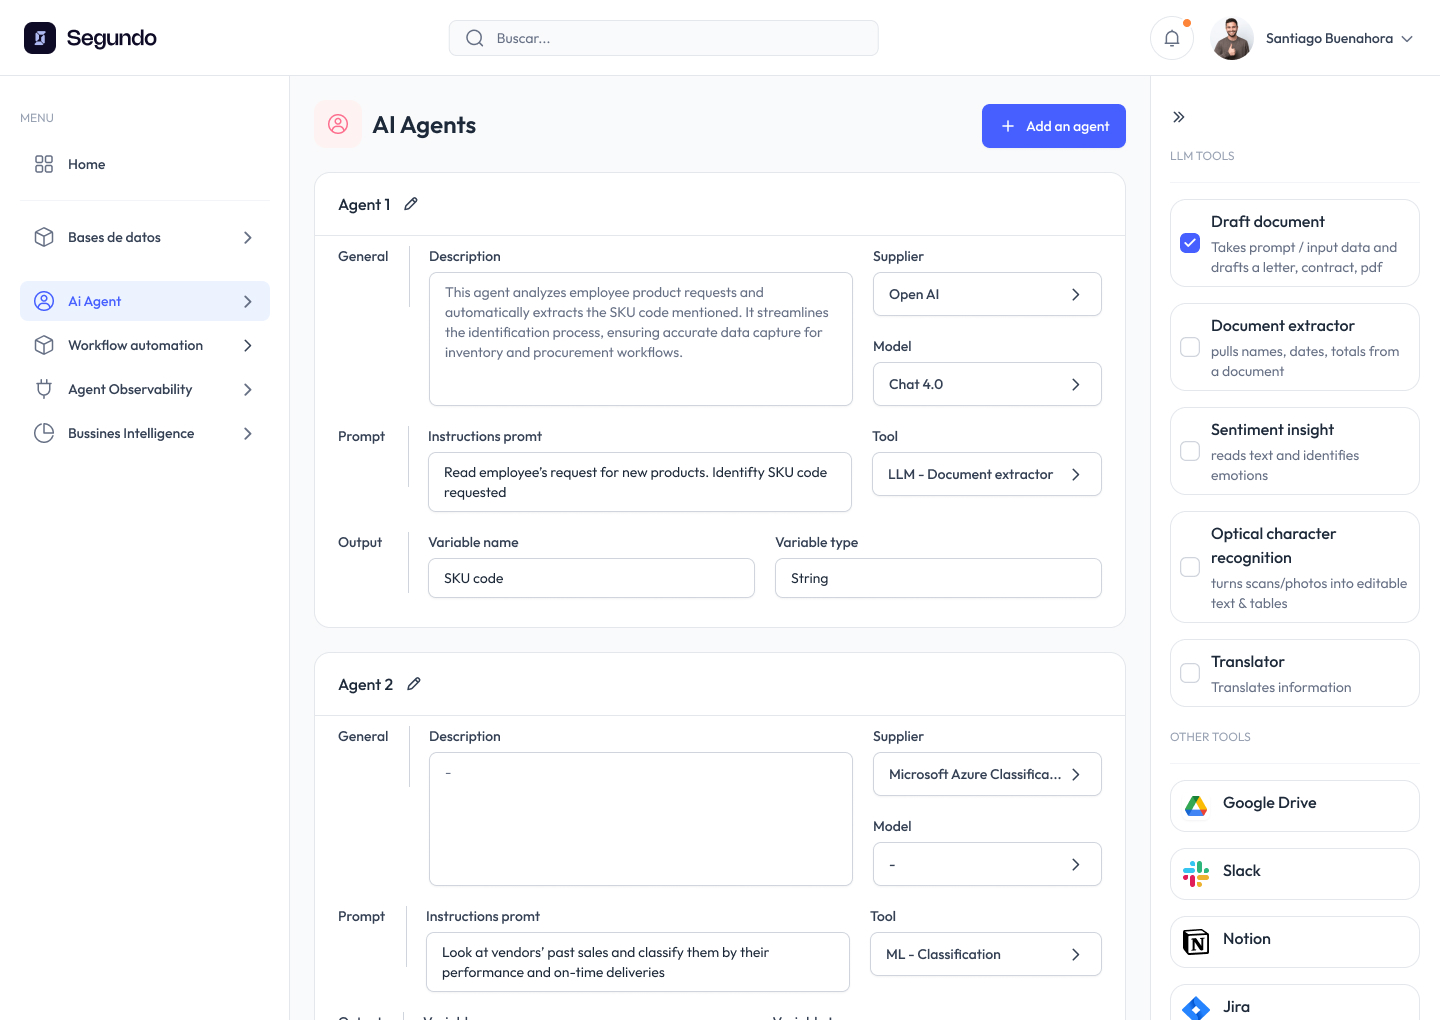 Segundo
Buscar...
Santiago Buenahora
MENU
Home
Bases de datos
Ai Agent
Workflow automation
Agent Observability
Bussines Intelligence
AI Agents
Add an agent
Agent 1
General
Description
This agent analyzes employee product requests and
automatically extracts the SKU code mentioned. It streamlines
the identification process, ensuring accurate data capture for
inventory and procurement workflows.
Supplier
Open AI
Model
Chat 4.0
Prompt
Instructions promt
Read employee's request for new products. Identifty SKU code
requested
Tool
LLM - Document extractor
Output
Variable name
SKU code
Variable type
String
Agent 2
General
Description
-
Supplier
Microsoft Azure Classifica...
Model
-
Prompt
Instructions promt
Look at vendors' past sales and classify them by their
performance and on-time deliveries
Tool
ML - Classification
LLM TOOLS
Draft document
Takes prompt / input data and
drafts a letter, contract, pdf
Document extractor
pulls names, dates, totals from
a document
Sentiment insight
reads text and identifies
emotions
Optical character
recognition
turns scans/photos into editable
text & tables
Translator
Translates information
OTHER TOOLS
Google Drive
Slack
Notion
Jira